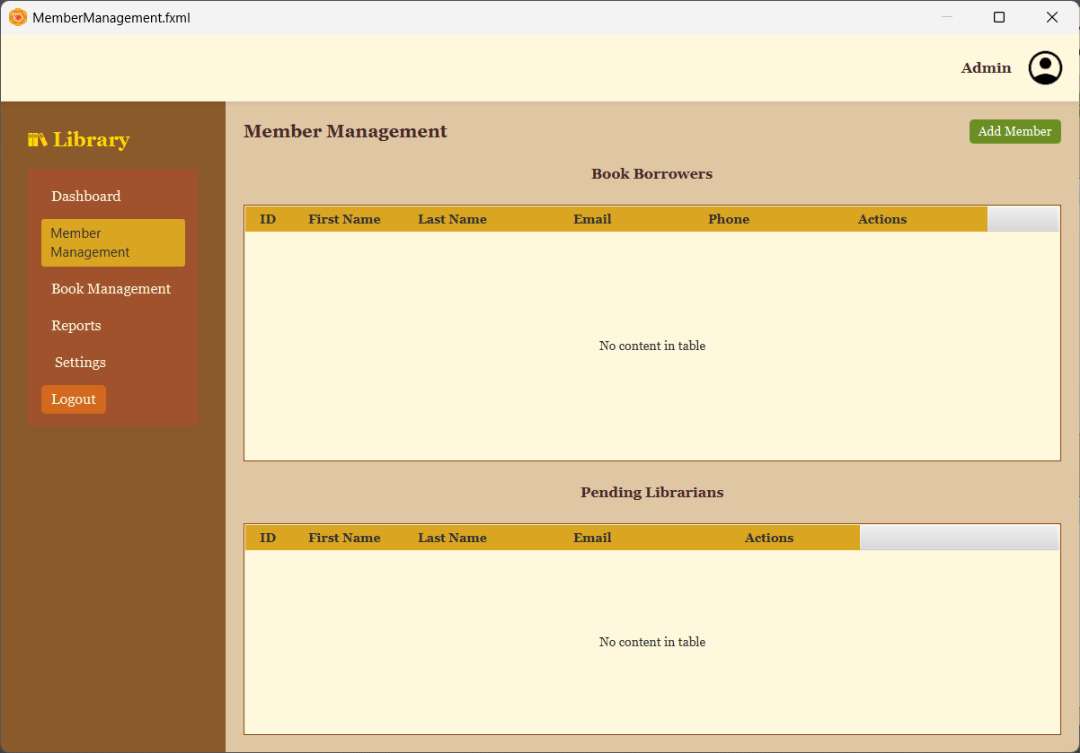 MemberManagement.fxml
Admin
Library
Dashboard
Member
Management
Book Management
Reports
Settings
Logout
Member Management
Add Member
Book Borrowers
ID First Name Last Name Email Phone Actions
No content in table
Pending Librarians
ID First Name Last Name Email Actions
No content in table